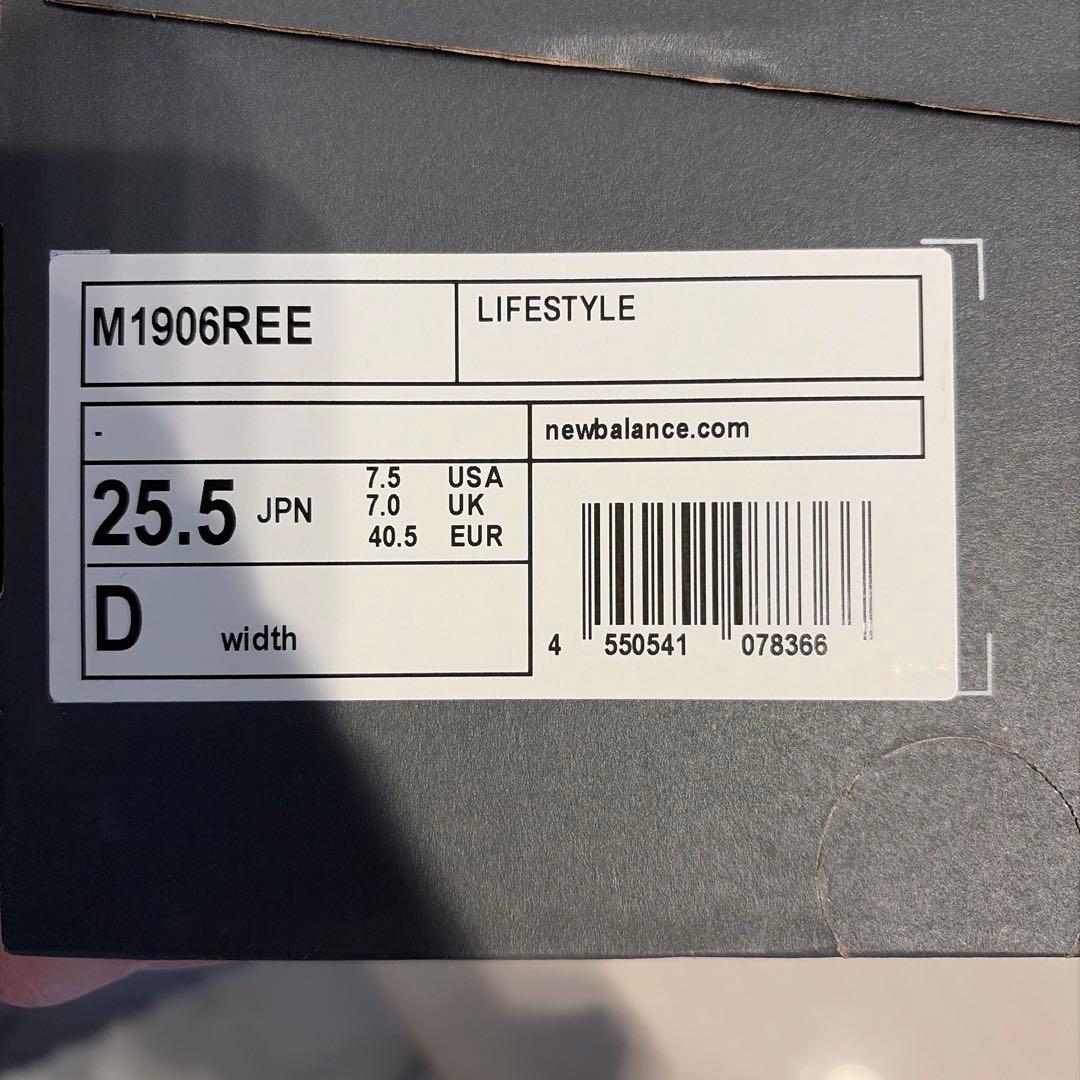 M1906REE
LIFESTYLE
-
newbalance.com
25.5 JPN
7.5 USA
7.0 UK
40.5 EUR
D width
4 550541 078366